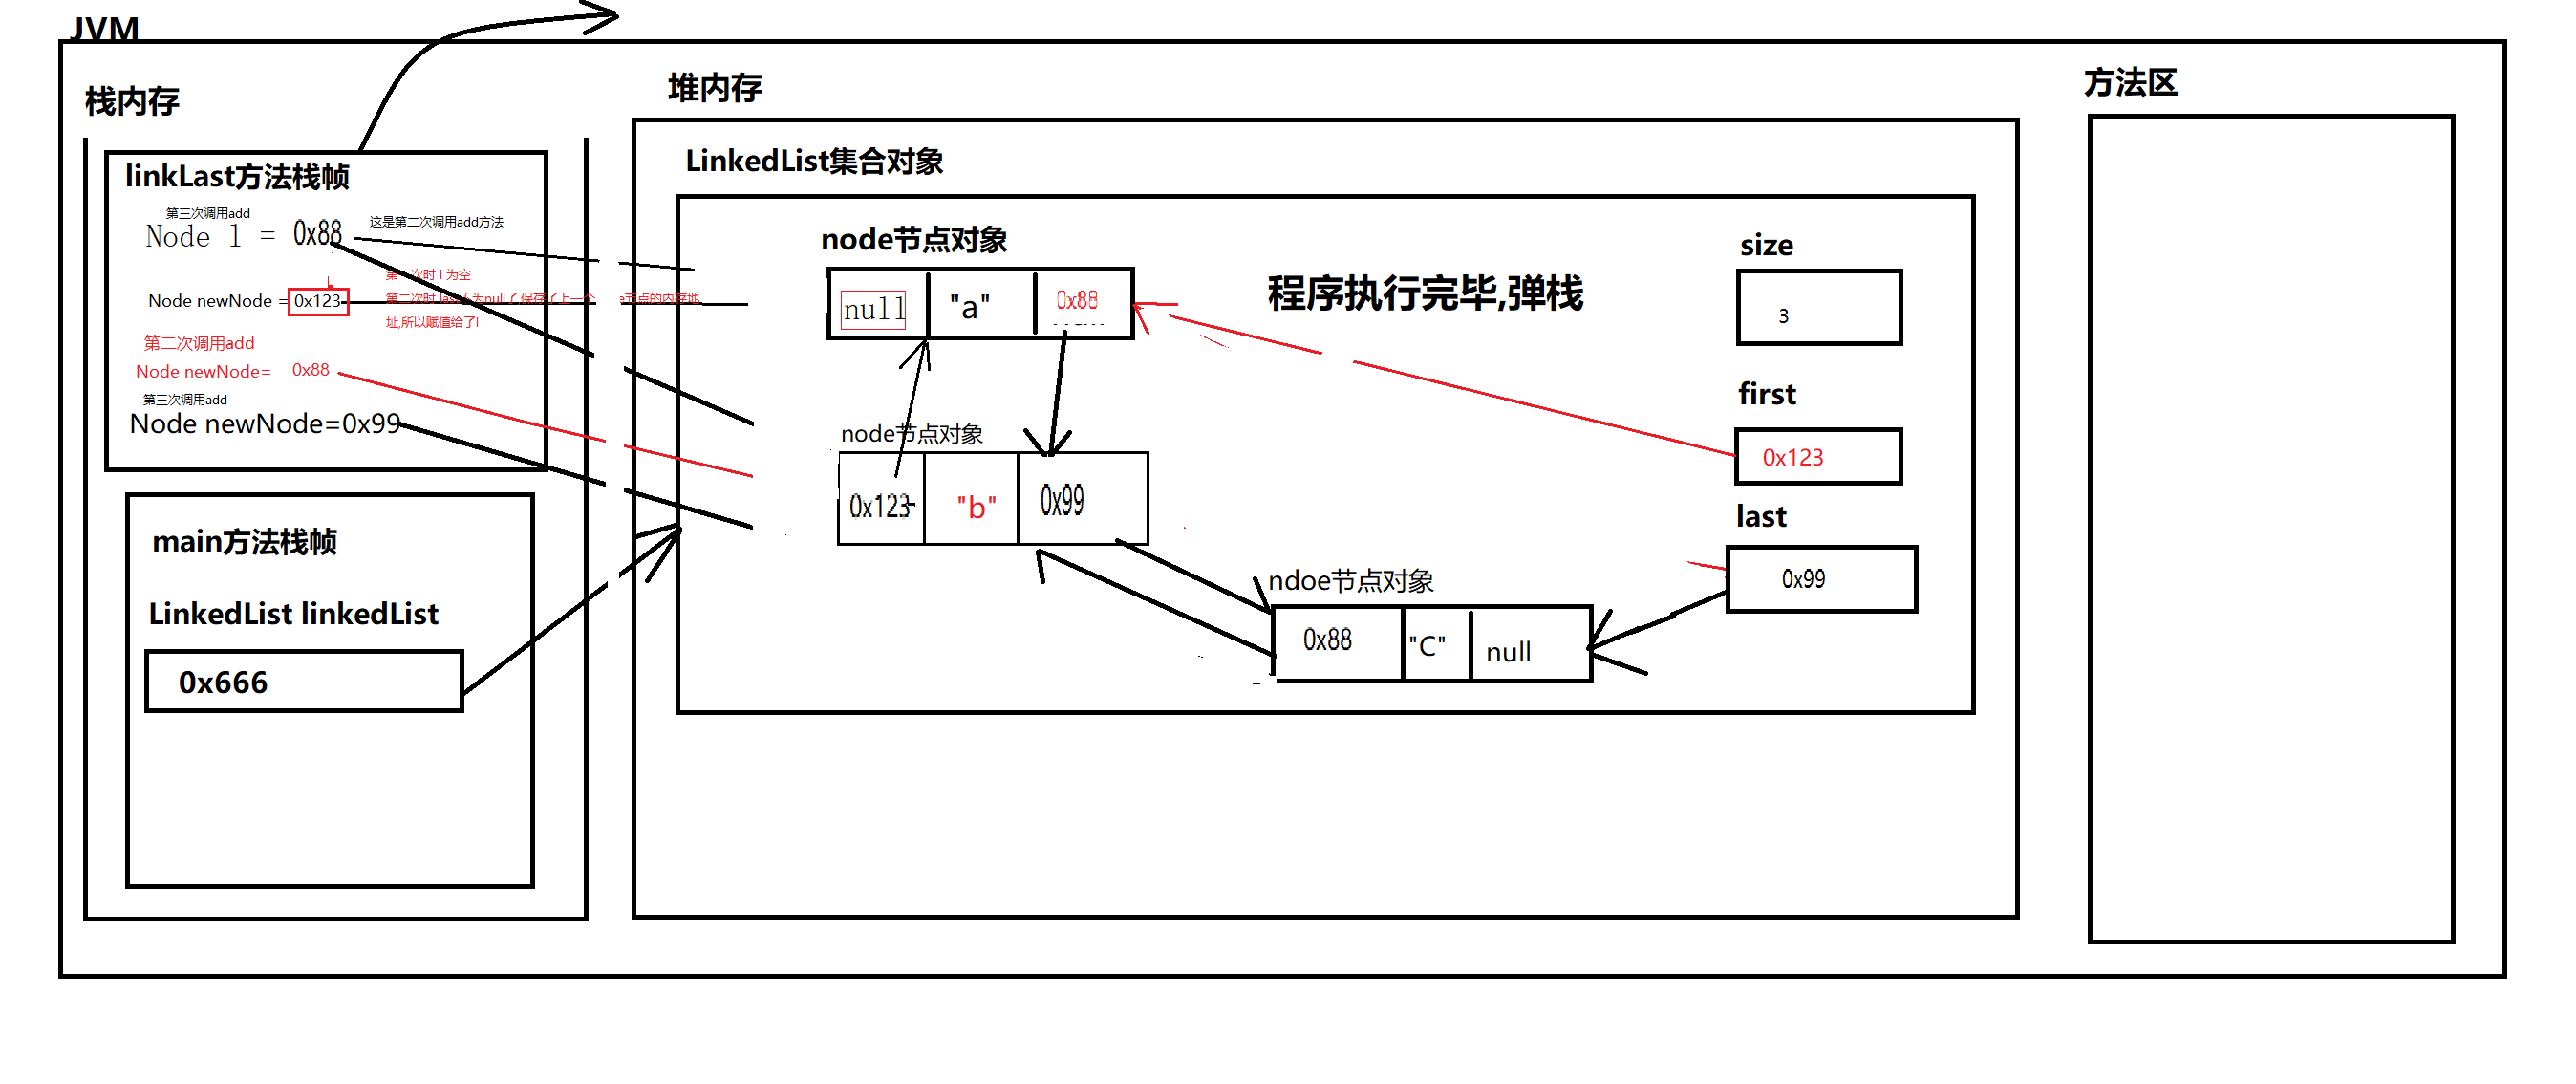 JVM
栈内存
linkLast方法栈帧
第三次调用add
Node l = 0x88
这是第二次调用add方法
次时 l 为空
Node newNode = 0x123
第二次时 last不为null了,保存了上一个 节点的内存地
址,所以赋值给了l
第二次调用add
Node newNode= 0x88
第三次调用add
Node newNode=0x99
main方法栈帧
LinkedList linkedList
0x666
堆内存
LinkedList集合对象
node节点对象
null "a" 0x88
程序执行完毕,弹栈
node节点对象
0x123 "b" 0x99
ndoe节点对象
0x88 "C" null
size
3
first
0x123
last
0x99
方法区